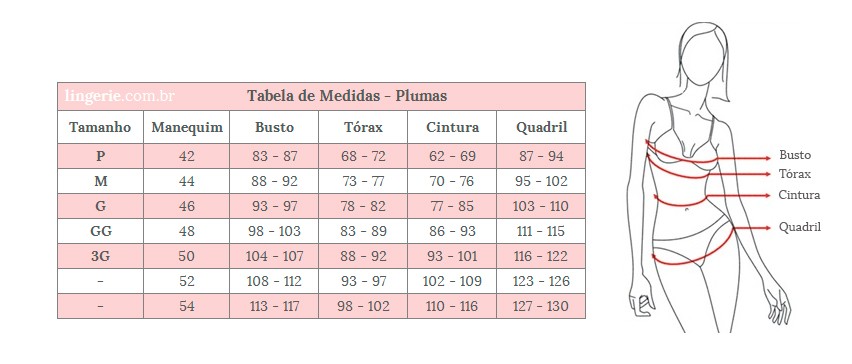 lingerie.com.br Tabela de Medidas - Plumas
Tamanho Manequim Busto Tórax Cintura Quadril
P 42 83 - 87 68 - 72 62 - 69 87 - 94
M 44 88 - 92 73 - 77 70 - 76 95 - 102
G 46 93 - 97 78 - 82 77 - 85 103 - 110
GG 48 98 - 103 83 - 89 86 - 93 111 - 115
3G 50 104 - 107 88 - 92 93 - 101 116 - 122
- 52 108 - 112 93 - 97 102 - 109 123 - 126
- 54 113 - 117 98 - 102 110 - 116 127 - 130
Busto
Tórax
Cintura
Quadril